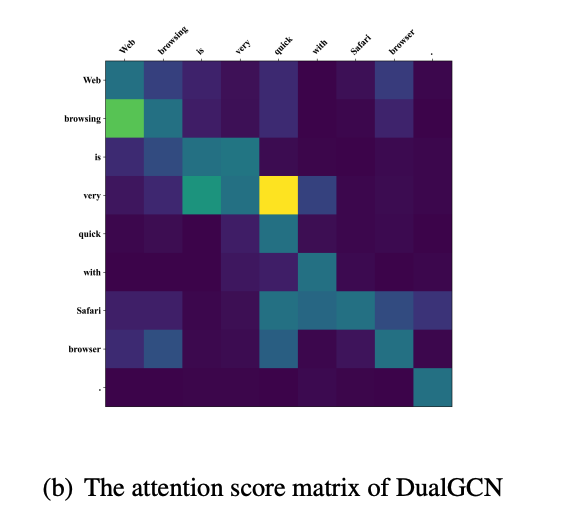 Web browsing is very quick with Safari browser .
Web
browsing
is
very
quick
with
Safari
browser
.
(b) The attention score matrix of DualGCN